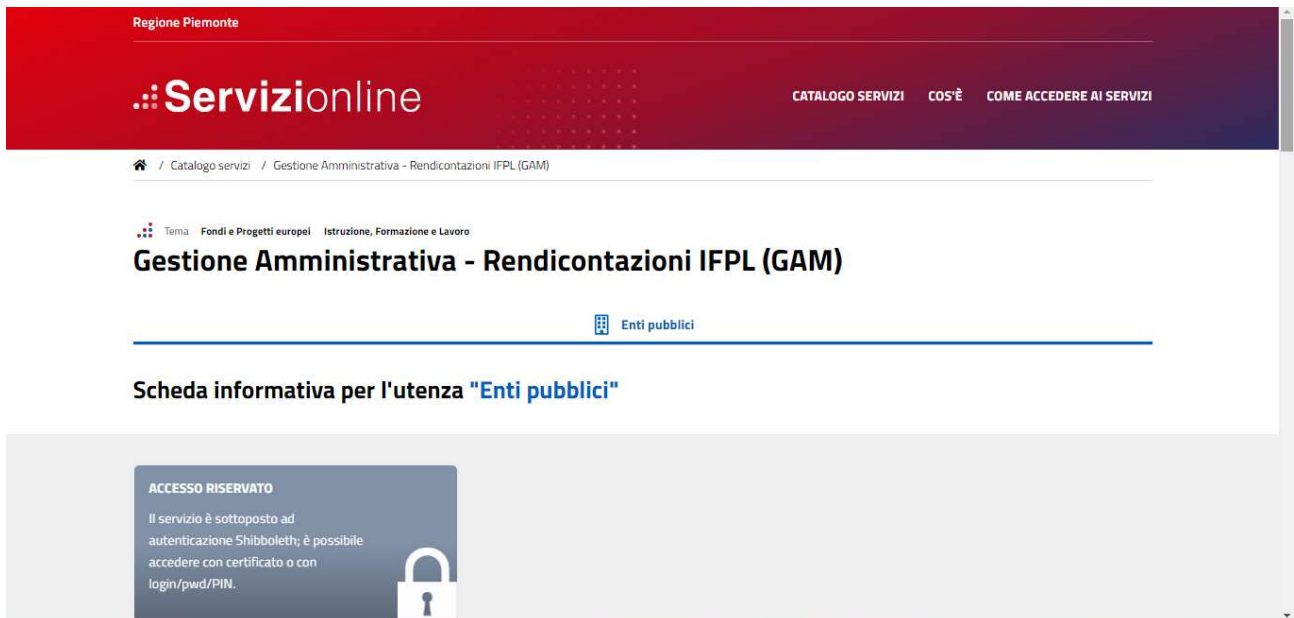 Regione Piemonte
Servizionline
CATALOGO SERVIZI COS'È COME ACCEDERE AI SERVIZI
/ Catalogo servizi / Gestione Amministrativa - Rendicontazioni IFPL (GAM)
Tema Fondi e Progetti europei Istruzione, Formazione e Lavoro
Gestione Amministrativa - Rendicontazioni IFPL (GAM)
Enti pubblici
Scheda informativa per l'utenza "Enti pubblici"
ACCESSO RISERVATO
Il servizio è sottoposto ad
autenticazione Shibboleth; è possibile
accedere con certificato o con
login/pwd/PIN.